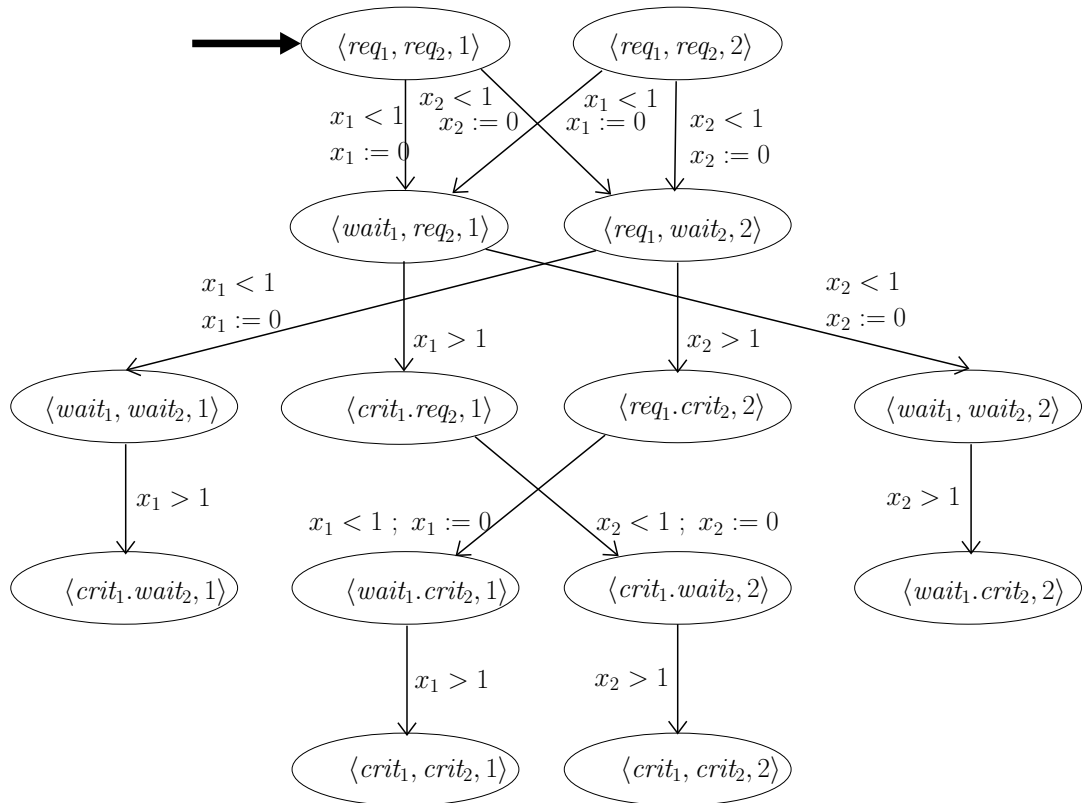 ⟨req₁, req₂, 1⟩ ⟨req₁, req₂, 2⟩
x₁ < 1 x₂ < 1 x₁ < 1 x₂ < 1
x₁ := 0 x₂ := 0 x₁ := 0 x₂ := 0
⟨wait₁, req₂, 1⟩ ⟨req₁, wait₂, 2⟩
x₁ < 1 x₂ < 1
x₁ := 0 x₂ := 0
x₁ > 1 x₂ > 1
⟨wait₁, wait₂, 1⟩ ⟨crit₁.req₂, 1⟩ ⟨req₁.crit₂, 2⟩ ⟨wait₁, wait₂, 2⟩
x₁ > 1 x₂ > 1
x₁ < 1 ; x₁ := 0 x₂ < 1 ; x₂ := 0
⟨crit₁.wait₂, 1⟩ ⟨wait₁.crit₂, 1⟩ ⟨crit₁.wait₂, 2⟩ ⟨wait₁.crit₂, 2⟩
x₁ > 1 x₂ > 1
⟨crit₁, crit₂, 1⟩ ⟨crit₁, crit₂, 2⟩